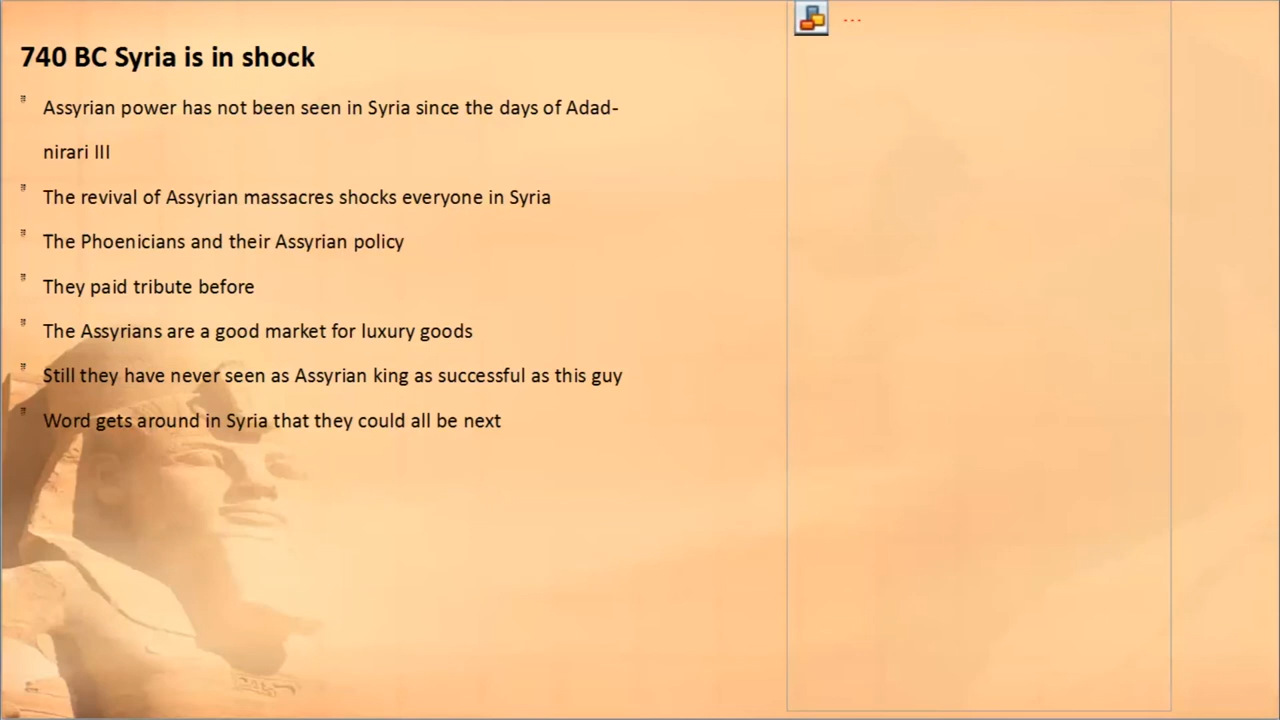 740 BC Syria is in shock
Assyrian power has not been seen in Syria since the days of Adad-
nirari III
The revival of Assyrian massacres shocks everyone in Syria
The Phoenicians and their Assyrian policy
They paid tribute before
The Assyrians are a good market for luxury goods
Still they have never seen as Assyrian king as successful as this guy
Word gets around in Syria that they could all be next
...